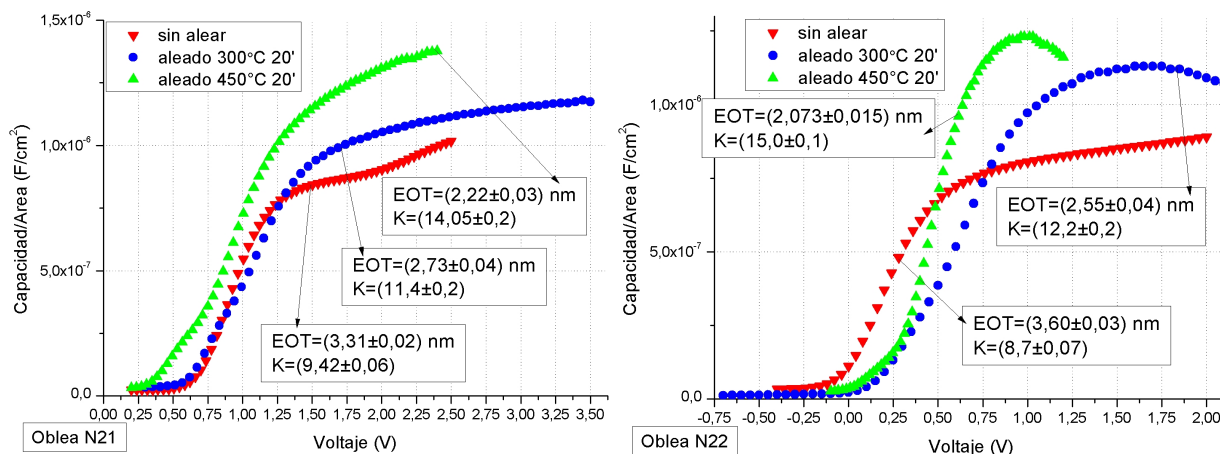 1,5x10⁻⁶
sin alear
aleado 300°C 20'
aleado 450°C 20'
1,0x10⁻⁶
Capacidad/Area (F/cm²)
EOT=(2,22±0,03) nm
K=(14,05±0,2)
EOT=(2,73±0,04) nm
K=(11,4±0,2)
5,0x10⁻⁷
EOT=(3,31±0,02) nm
K=(9,42±0,06)
0,0
0,00 0,25 0,50 0,75 1,00 1,25 1,50 1,75 2,00 2,25 2,50 2,75 3,00 3,25 3,50
Oblea N21
Voltaje (V)
sin alear
aleado 300°C 20'
aleado 450°C 20'
1,0x10⁻⁶
Capacidad/Area (F/cm²)
EOT=(2,073±0,015) nm
K=(15,0±0,1)
EOT=(2,55±0,04) nm
K=(12,2±0,2)
5,0x10⁻⁷
EOT=(3,60±0,03) nm
K=(8,7±0,07)
0,0
-0,75 -0,50 -0,25 0,00 0,25 0,50 0,75 1,00 1,25 1,50 1,75 2,00
Oblea N22
Voltaje (V)